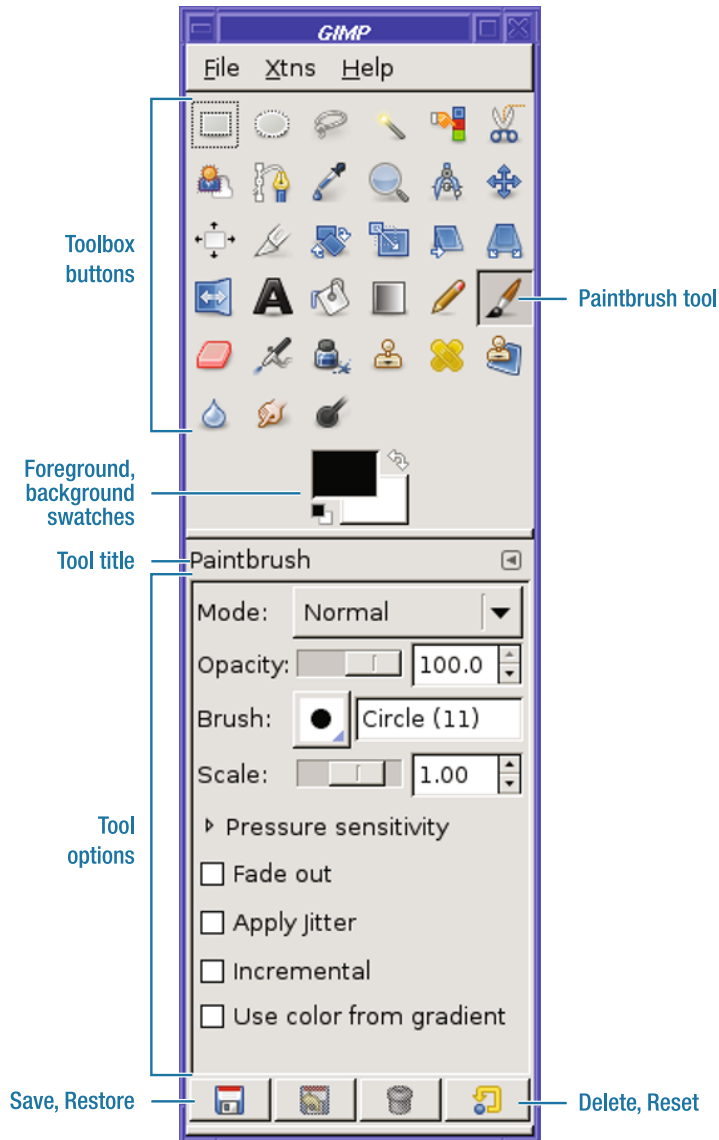 GIMP
File Xtns Help
Toolbox
buttons
Paintbrush tool
Foreground,
background
swatches
Tool title
Paintbrush
Mode: Normal
Opacity: 100.0
Brush: Circle (11)
Scale: 1.00
Tool
options
Pressure sensitivity
Fade out
Apply Jitter
Incremental
Use color from gradient
Save, Restore
Delete, Reset